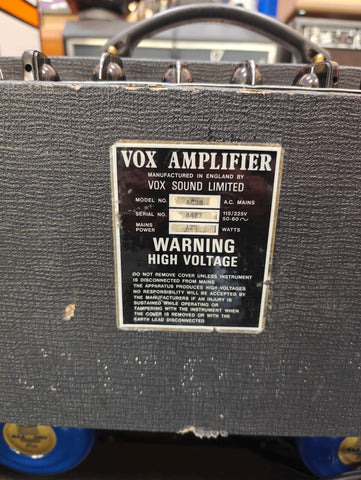 VOX AMPLIFIER
MANUFACTURED IN ENGLAND BY
VOX SOUND LIMITED
MODEL NO. AC30 A.C. MAINS
SERIAL NO. 4427 115/225V
50-60
MAINS POWER 120 WATTS
WARNING
HIGH VOLTAGE
DO NOT REMOVE COVER UNLESS INSTRUMENT
IS DISCONNECTED FROM MAINS
THE APPARATUS PRODUCES HIGH VOLTAGES
NO RESPONSIBILITY WILL BE ACCEPTED BY
THE MANUFACTURERS IF AN INJURY IS
SUSTAINED WHILE OPERATING OR
TAMPERING WITH THE INSTRUMENT WHEN
THE COVER IS REMOVED OR WITH THE
EARTH LEAD DISCONNECTED